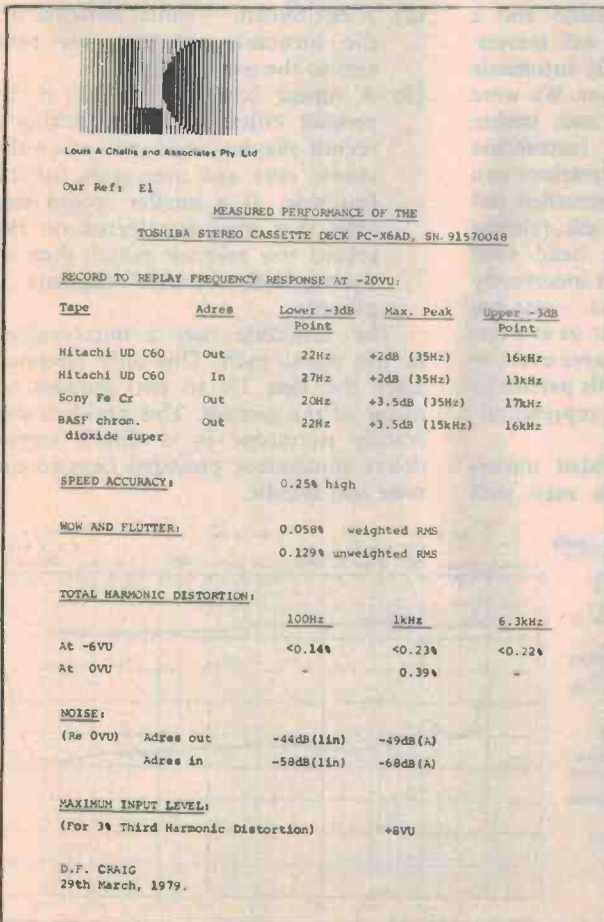 Louis A Challis and Associates Pty Ltd
Our Ref: E1
MEASURED PERFORMANCE OF THE
TOSHIBA STEREO CASSETTE DECK PC-X6AD, SN. 91570048
RECORD TO REPLAY FREQUENCY RESPONSE AT -20VU:
Tape Adres Lower -3dB Point Max. Peak Upper -3dB Point
Hitachi UD C60 Out 22Hz +2dB (35Hz) 16kHz
Hitachi UD C60 In 27Hz +2dB (35Hz) 13kHz
Sony Fe Cr Out 20Hz +3.5dB (35Hz) 17kHz
BASF chrom. dioxide super Out 22Hz +3.5dB (15kHz) 16kHz
SPEED ACCURACY: 0.25% high
WOW AND FLUTTER: 0.058% weighted RMS
0.129% unweighted RMS
TOTAL HARMONIC DISTORTION:
100Hz 1kHz 6.3kHz
At -6VU <0.14% <0.23% <0.22%
At 0VU - 0.39% -
NOISE:
(Re 0VU) Adres out -44dB(lin) -49dB(A)
Adres in -58dB(lin) -68dB(A)
MAXIMUM INPUT LEVEL:
(For 3% Third Harmonic Distortion) +8VU
D.F. CRAIG
29th March, 1979.